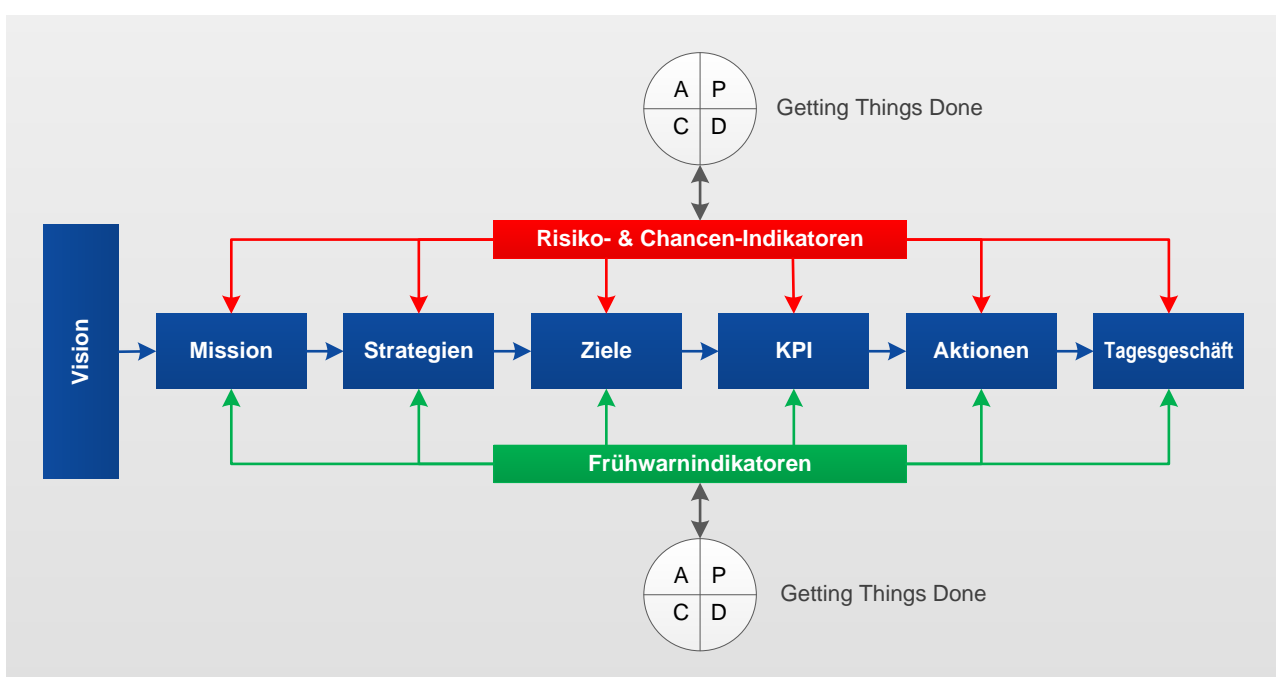 A P
C D
Getting Things Done
Risiko- & Chancen-Indikatoren
Vision
Mission
Strategien
Ziele
KPI
Aktionen
Tagesgeschäft
Frühwarnindikatoren
A P
C D
Getting Things Done